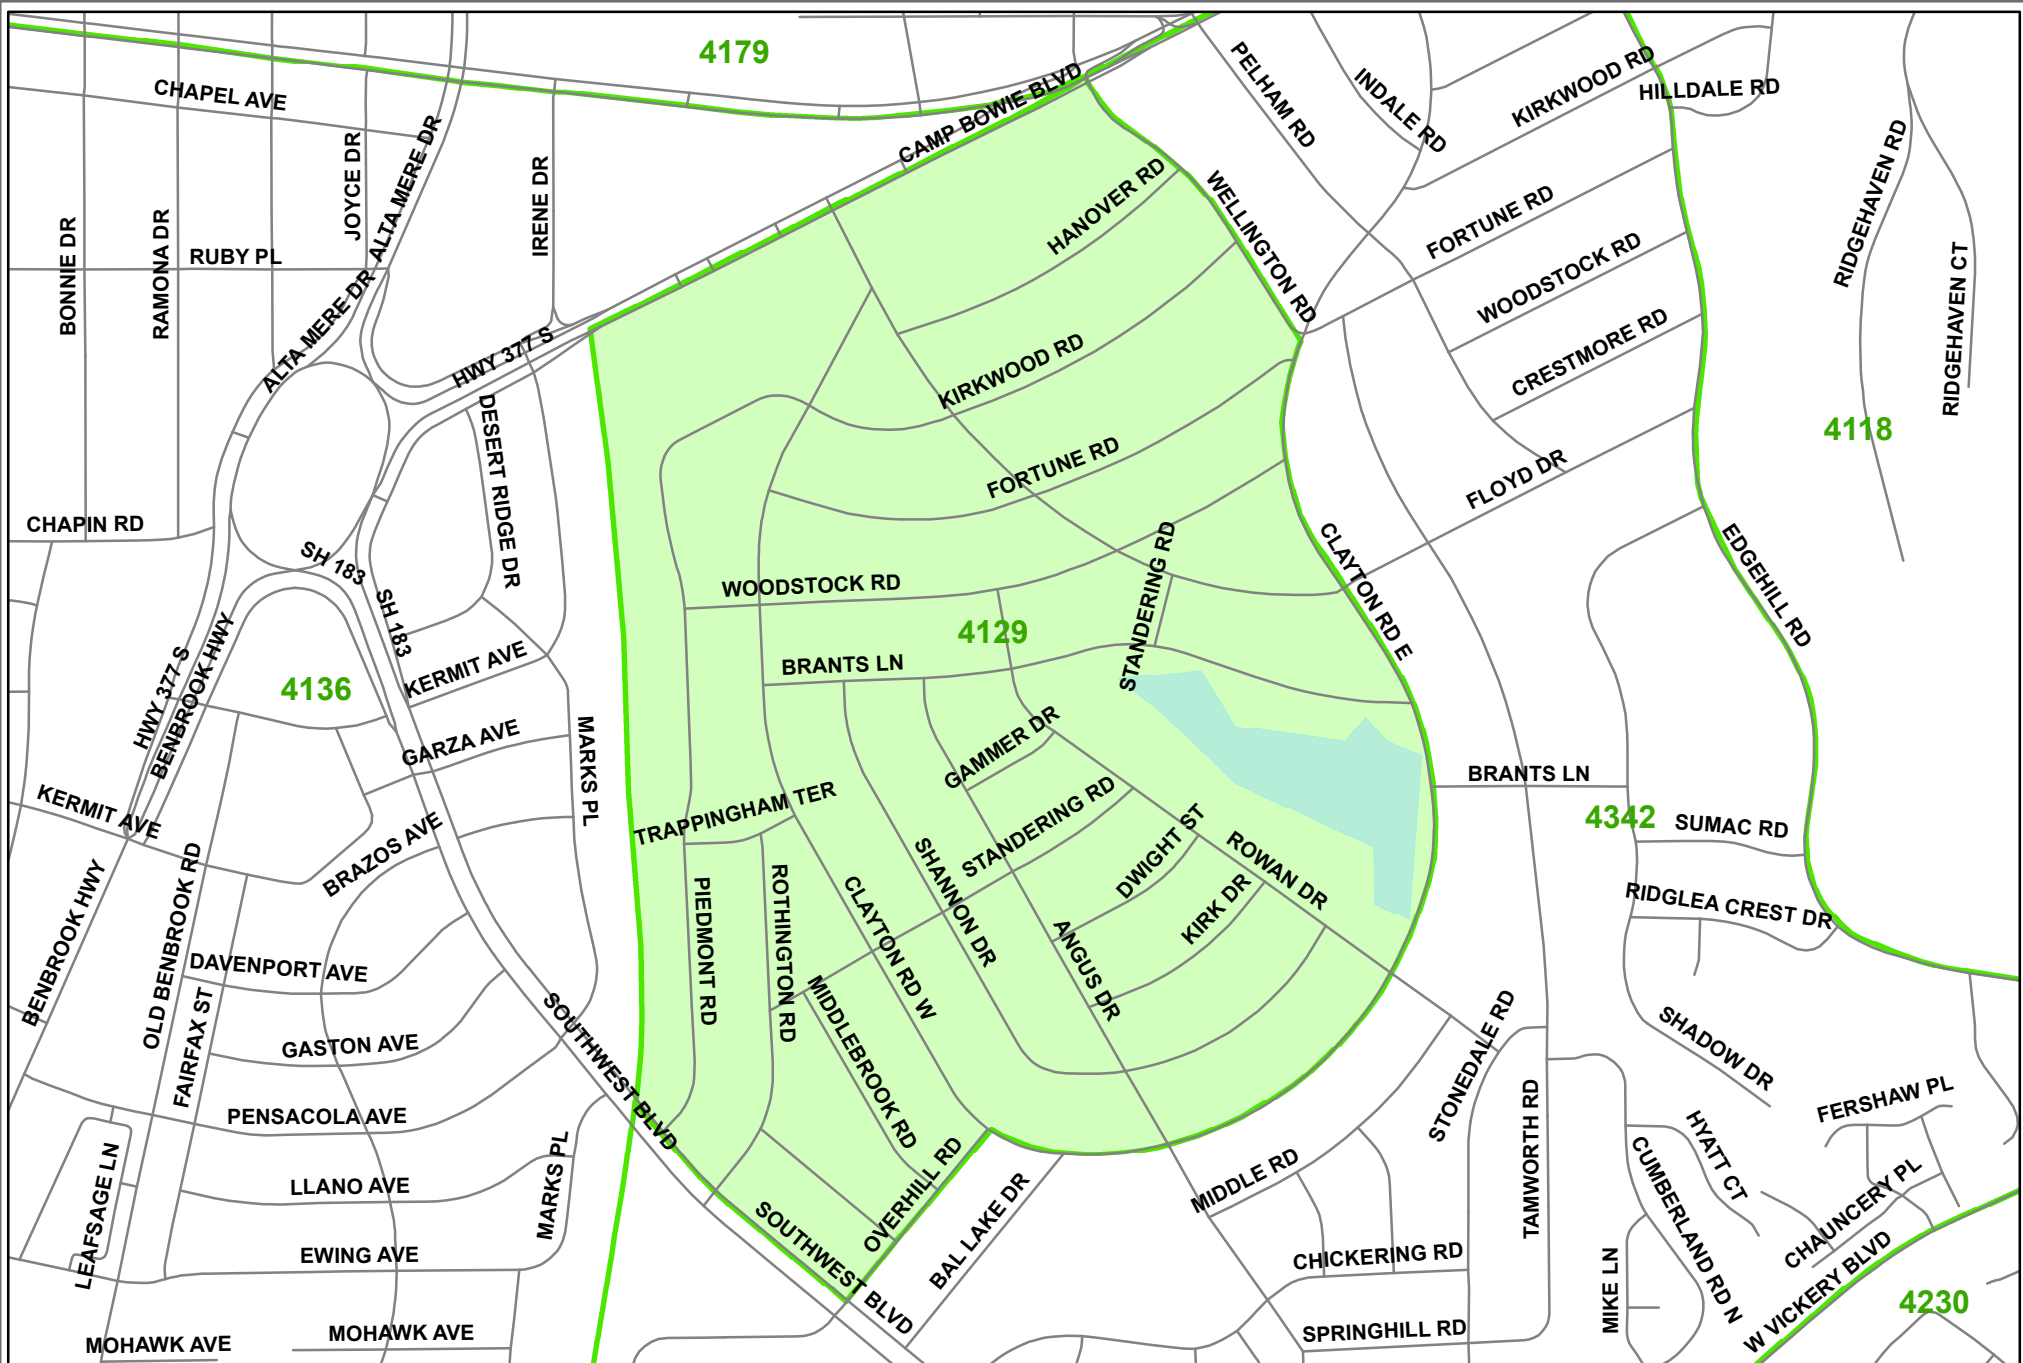 4179
CHAPEL AVE
CAMP BOWIE BLVD
PELHAM RD
INDALE RD
KIRKWOOD RD
HILLDALE RD
JOYCE DR
ALTA MERE DR
IRENE DR
HANOVER RD
WELLINGTON RD
RIDGEHAVEN RD
BONNIE DR
RAMONA DR
RUBY PL
FORTUNE RD
WOODSTOCK RD
RIDGEHAVEN CT
ALTA MERE DR
HWY 377 S
KIRKWOOD RD
CRESTMORE RD
4118
DESERT RIDGE DR
FORTUNE RD
FLOYD DR
CHAPIN RD
SH 183
SH 183
WOODSTOCK RD
STANDERING RD
CLAYTON RD E
EDGEHILL RD
4129
BRANTS LN
HWY 377 S
BENBROOK HWY
4136
KERMIT AVE
GARZA AVE
MARKS PL
GAMMER DR
BRANTS LN
KERMIT AVE
TRAPPINGHAM TER
STANDERING RD
DWIGHT ST
4342
SUMAC RD
BRAZOS AVE
SHANNON DR
ROWAN DR
KIRK DR
RIDGLEA CREST DR
BENBROOK HWY
OLD BENBROOK RD
PIEDMONT RD
ROTHINGTON RD
CLAYTON RD W
ANGUS DR
DAVENPORT AVE
FAIRFAX ST
SOUTHWEST BLVD
MIDDLEBROOK RD
STONEDALE RD
SHADOW DR
GASTON AVE
PENSACOLA AVE
TAMWORTH RD
FERSHAW PL
HYATT CT
LEAFSAGE LN
LLANO AVE
MARKS PL
OVERHILL RD
BAL LAKE DR
MIDDLE RD
CUMBERLAND RD N
CHAUNCERY PL
EWING AVE
SOUTHWEST BLVD
CHICKERING RD
MIKE LN
W VICKERY BLVD
4230
MOHAWK AVE
MOHAWK AVE
SPRINGHILL RD